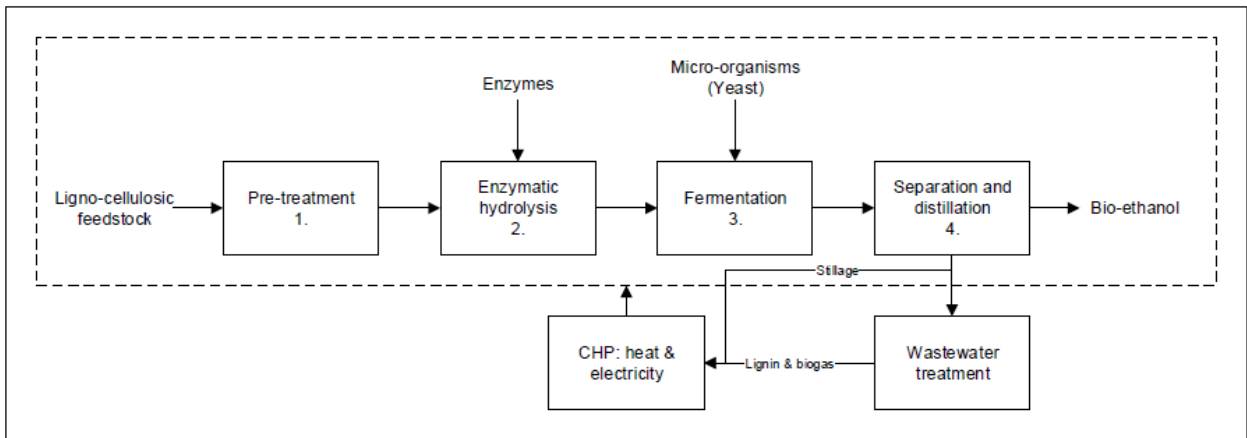 Enzymes
Micro-organisms
(Yeast)
Ligno-cellulosic
feedstock
Pre-treatment
1.
Enzymatic
hydrolysis
2.
Fermentation
3.
Separation and
distillation
4.
Bio-ethanol
Stillage
CHP: heat &
electricity
Lignin & biogas
Wastewater
treatment